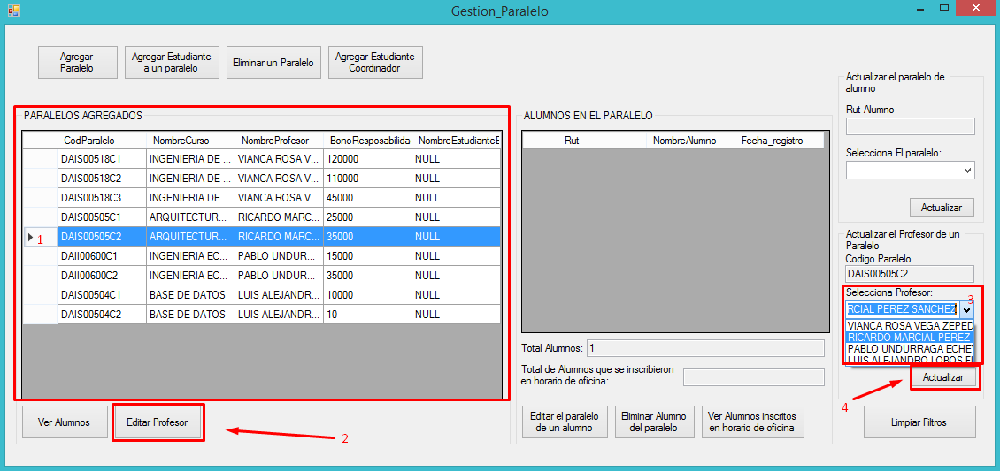 Gestion_Paralelo
Agregar
Paralelo
Agregar Estudiante
a un paralelo
Eliminar un Paralelo
Agregar Estudiante
Coordinador
PARALELOS AGREGADOS
CodParalelo NombreCurso NombreProfesor BonoResponsabilida NombreEstudianteE
DAIS00518C1 INGENIERIA DE ... VIANCA ROSA V... 120000 NULL
DAIS00518C2 INGENIERIA DE ... VIANCA ROSA V... 110000 NULL
DAIS00518C3 INGENIERIA DE ... VIANCA ROSA V... 45000 NULL
DAIS00505C1 ARQUITECTUR... RICARDO MARC... 25000 NULL
1 DAIS00505C2 ARQUITECTUR... RICARDO MARC... 35000 NULL
DAII00600C1 INGENIERIA EC... PABLO UNDUR... 15000 NULL
DAII00600C2 INGENIERIA EC... PABLO UNDUR... 35000 NULL
DAIS00504C1 BASE DE DATOS LUIS ALEJANDR... 10000 NULL
DAIS00504C2 BASE DE DATOS LUIS ALEJANDR... 10 NULL
Ver Alumnos
Editar Profesor
2
ALUMNOS EN EL PARALELO
Rut NombreAlumno Fecha_registro
Total Alumnos: 1
Total de Alumnos que se inscribieron
en horario de oficina:
Editar el paralelo
de un alumno
Eliminar Alumno
del paralelo
Ver Alumnos inscritos
en horario de oficina
Actualizar el paralelo de
alumno
Rut Alumno
Selecciona El paralelo:
Actualizar
Actualizar el Profesor de un
Paralelo
Codigo Paralelo
DAIS00505C2
Selecciona Profesor:
3
RCIAL PEREZ SANCHEZ
VIANCA ROSA VEGA ZEPED
RICARDO MARCIAL PEREZ
PABLO UNDURRAGA ECHEV
LUIS ALEJANDRO LOBOS FL
Actualizar
4
Limpiar Filtros